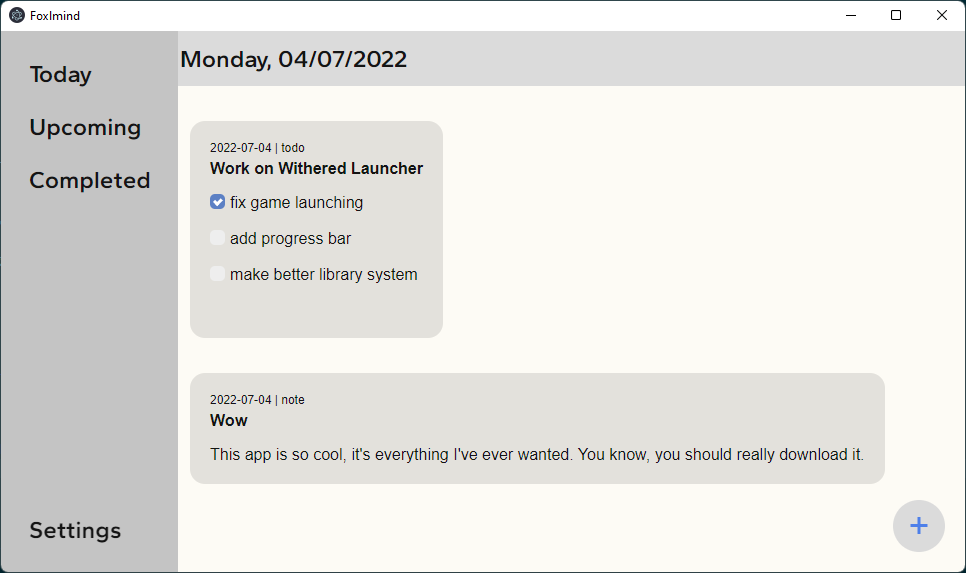 FoxImind
Today
Upcoming
Completed
Settings
Monday, 04/07/2022
2022-07-04 | todo
Work on Withered Launcher
fix game launching
add progress bar
make better library system
2022-07-04 | note
Wow
This app is so cool, it's everything I've ever wanted. You know, you should really download it.
+